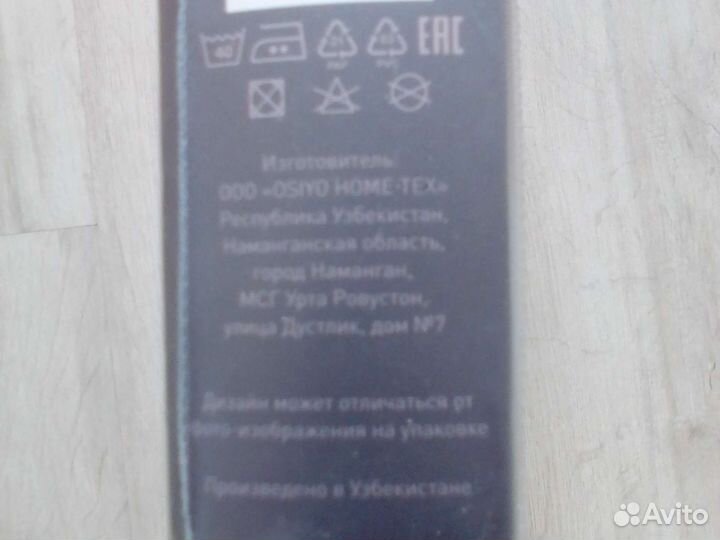 40 EAC
Изготовитель:
ООО «OSIYO HOME-TEX»
Республика Узбекистан,
Наманганская область,
город Наманган,
МСГ Урта Ровустон,
улица Дустлик, дом №7
Дизайн может отличаться от
фото-изображения на упаковке
Произведено в Узбекистане
Avito